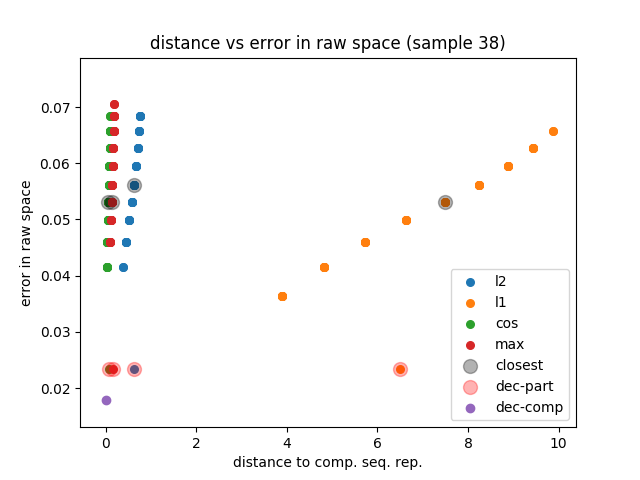 distance vs error in raw space (sample 38)
0.07
0.06
0.05
0.04
0.03
0.02
error in raw space
l2
l1
cos
max
closest
dec-part
dec-comp
0 2 4 6 8 10
distance to comp. seq. rep.